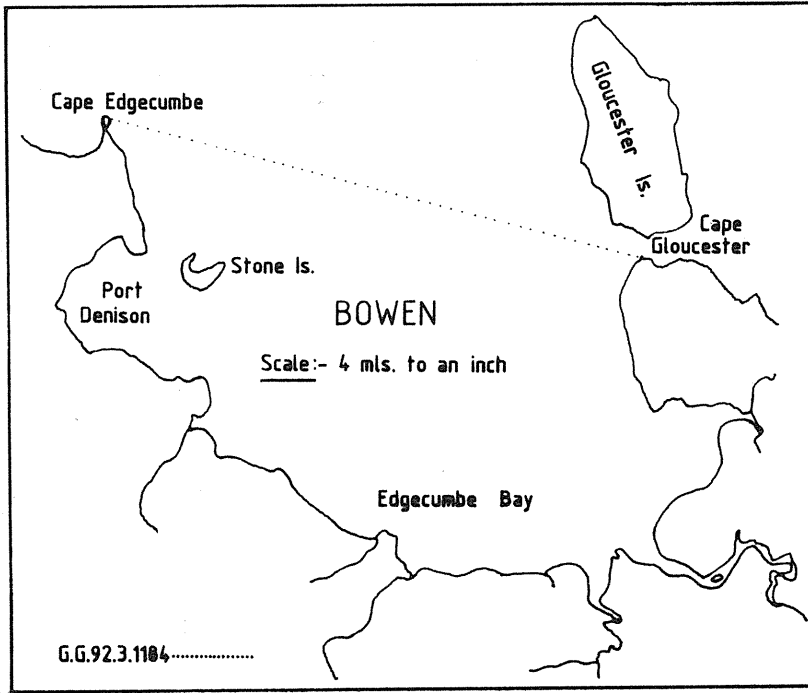 Cape Edgecumbe
Gloucester Is.
Cape
Gloucester
Stone Is.
Port
Denison
BOWEN
Scale:- 4 mls. to an inch
Edgecumbe Bay
G.G.92.3.1184..................